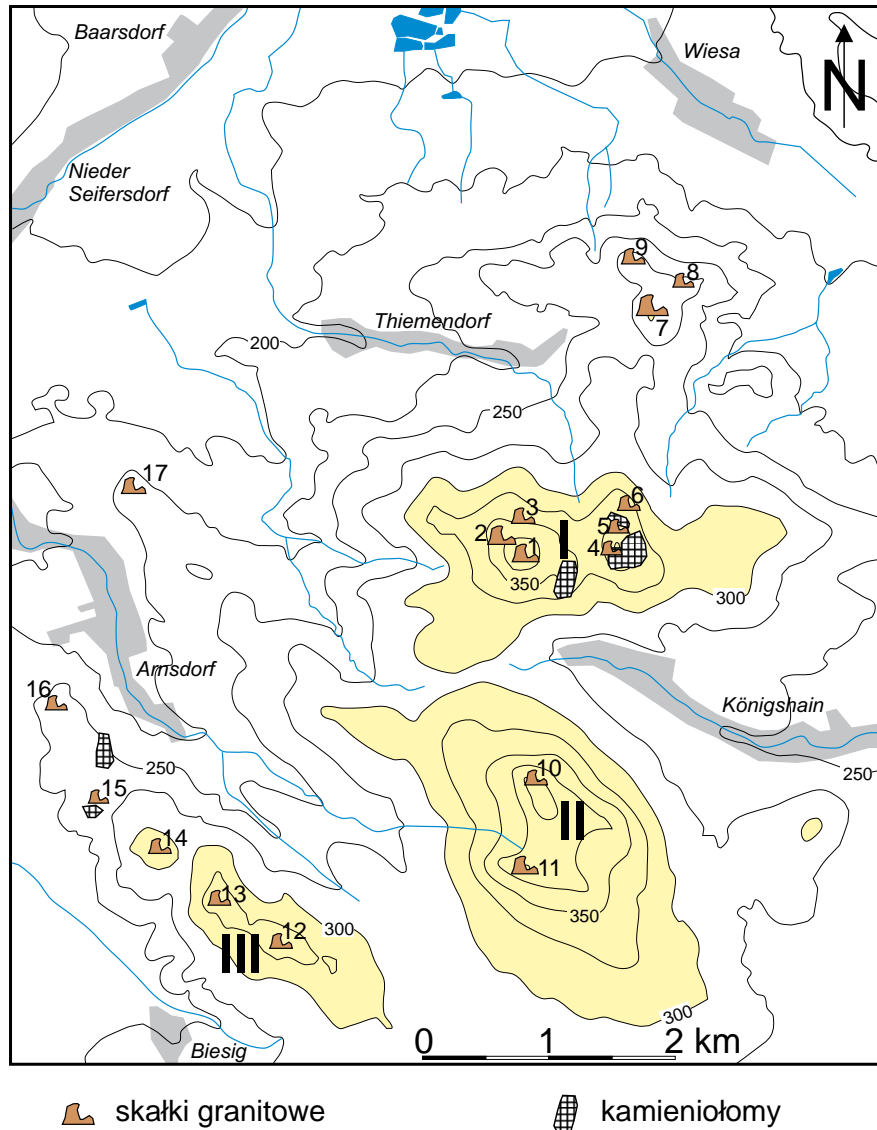 Baarsdorf
Wiesa
N
Nieder
Seifersdorf
9
8
7
Thiemendorf
200
250
17
6
3
5
2
I
4
1
350
300
Arnsdorf
16
Königshain
250
250
10
15
II
14
11
13
350
12
300
III
300
Biesig
0 1 2 km
skałki granitowe
kamieniołomy